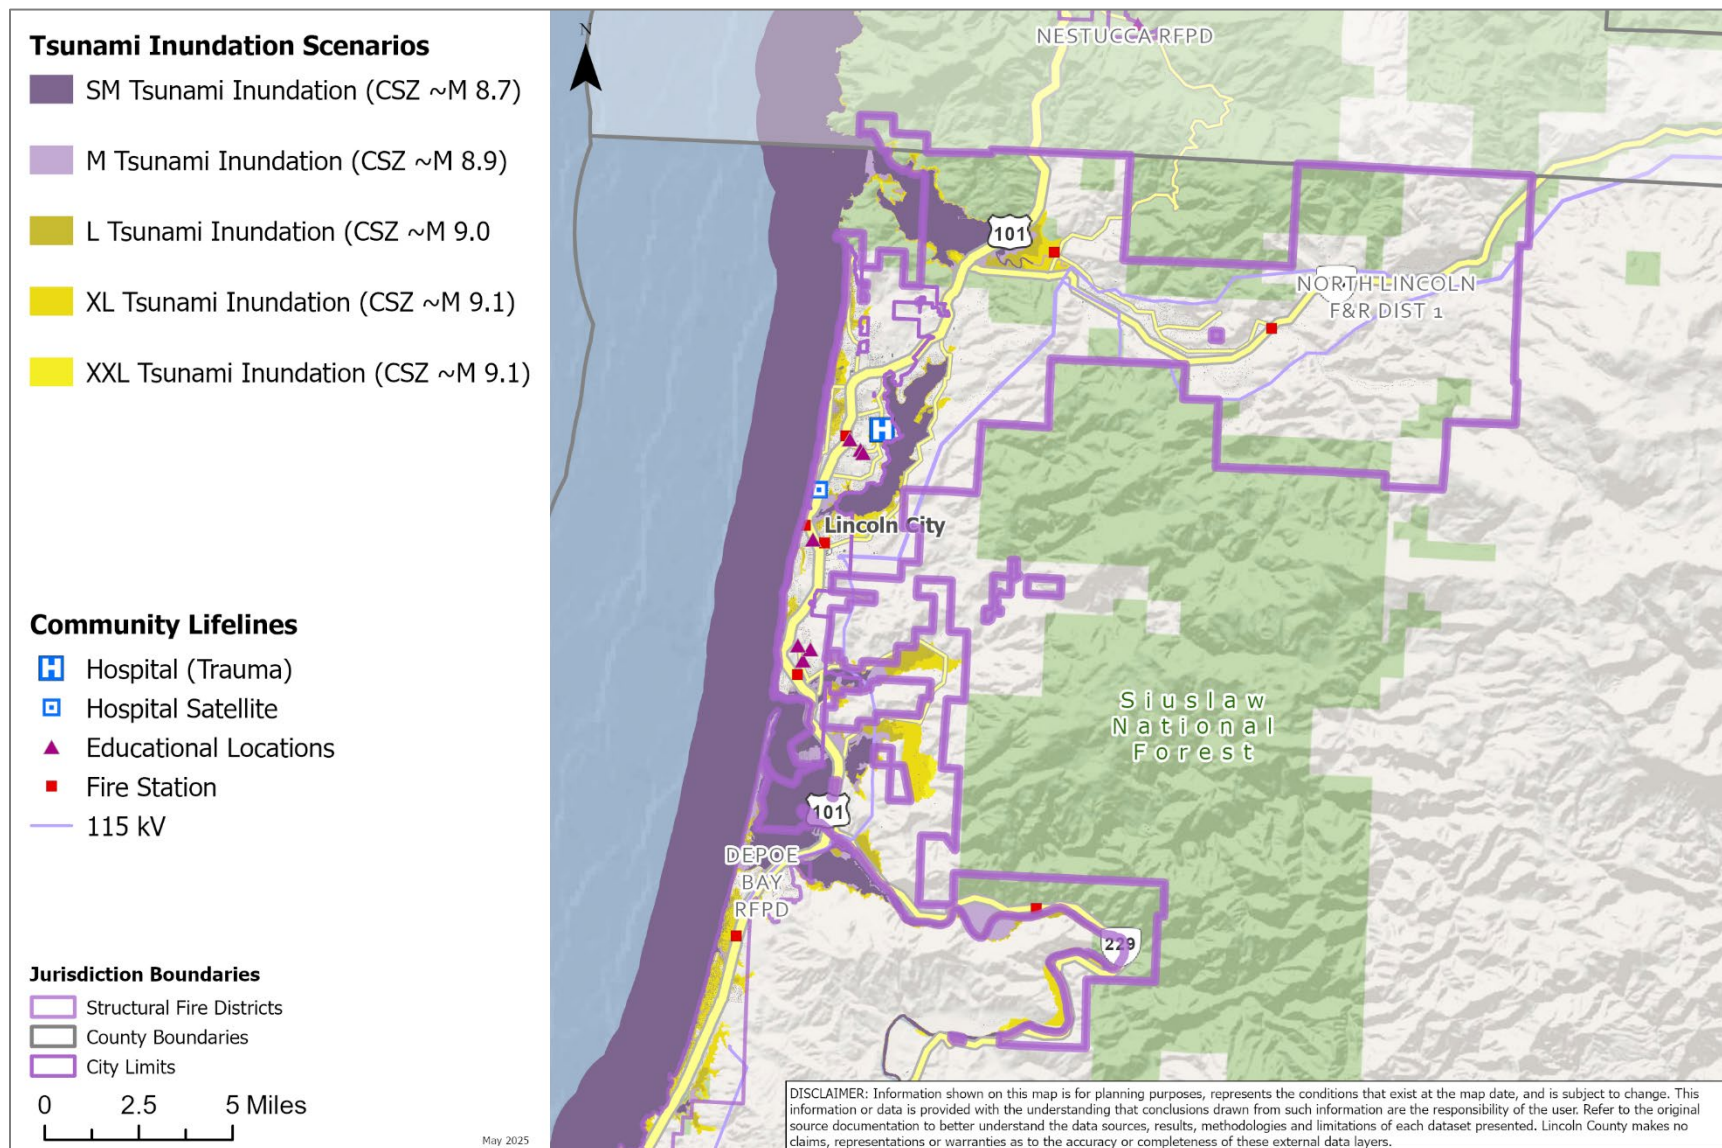 Tsunami Inundation Scenarios
SM Tsunami Inundation (CSZ ~M 8.7)
M Tsunami Inundation (CSZ ~M 8.9)
L Tsunami Inundation (CSZ ~M 9.0
XL Tsunami Inundation (CSZ ~M 9.1)
XXL Tsunami Inundation (CSZ ~M 9.1)
Community Lifelines
H Hospital (Trauma)
Hospital Satellite
Educational Locations
Fire Station
115 kV
Jurisdiction Boundaries
Structural Fire Districts
County Boundaries
City Limits
0 2.5 5 Miles
May 2025
N
NESTUCCA RFPD
101
NORTH LINCOLN
F&R DIST 1
H
Lincoln City
Siuslaw
National
Forest
101
DEPOE
BAY
RFPD
229
DISCLAIMER: Information shown on this map is for planning purposes, represents the conditions that exist at the map date, and is subject to change. This
information or data is provided with the understanding that conclusions drawn from such information are the responsibility of the user. Refer to the original
source documentation to better understand the data sources, results, methodologies and limitations of each dataset presented. Lincoln County makes no
claims, representations or warranties as to the accuracy or completeness of these external data layers.